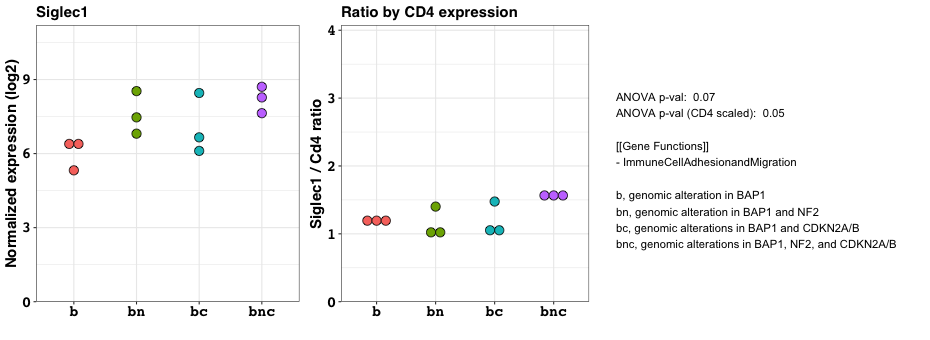 Siglec1
Normalized expression (log2)
9
6
3
0
b bn bc bnc
Ratio by CD4 expression
Siglec1 / Cd4 ratio
4
3
2
1
0
b bn bc bnc
ANOVA p-val:  0.07
ANOVA p-val (CD4 scaled):  0.05
[[Gene Functions]]
- ImmuneCellAdhesionandMigration
b, genomic alteration in BAP1
bn, genomic alteration in BAP1 and NF2
bc, genomic alterations in BAP1 and CDKN2A/B
bnc, genomic alterations in BAP1, NF2, and CDKN2A/B